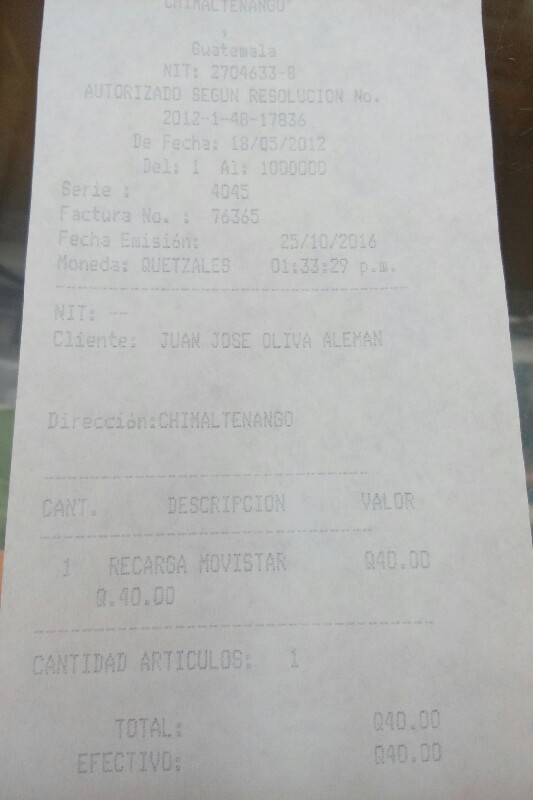 CHIMALTENANGO
,
Guatemala
NIT: 2704633-8
AUTORIZADO SEGUN RESOLUCION No.
2012-1-48-17836
De Fecha: 18/05/2012
Del: 1 Al: 1000000
Serie : 4045
Factura No. : 76365
Fecha Emisión: 25/10/2016
Moneda: QUETZALES 01:33:29 p.m.
NIT: --
Cliente: JUAN JOSE OLIVA ALEMAN
Dirección:CHIMALTENANGO
CANT. DESCRIPCION VALOR
1 RECARGA MOVISTAR Q40.00
Q.40.00
CANTIDAD ARTICULOS: 1
TOTAL: Q40.00
EFECTIVO: Q40.00